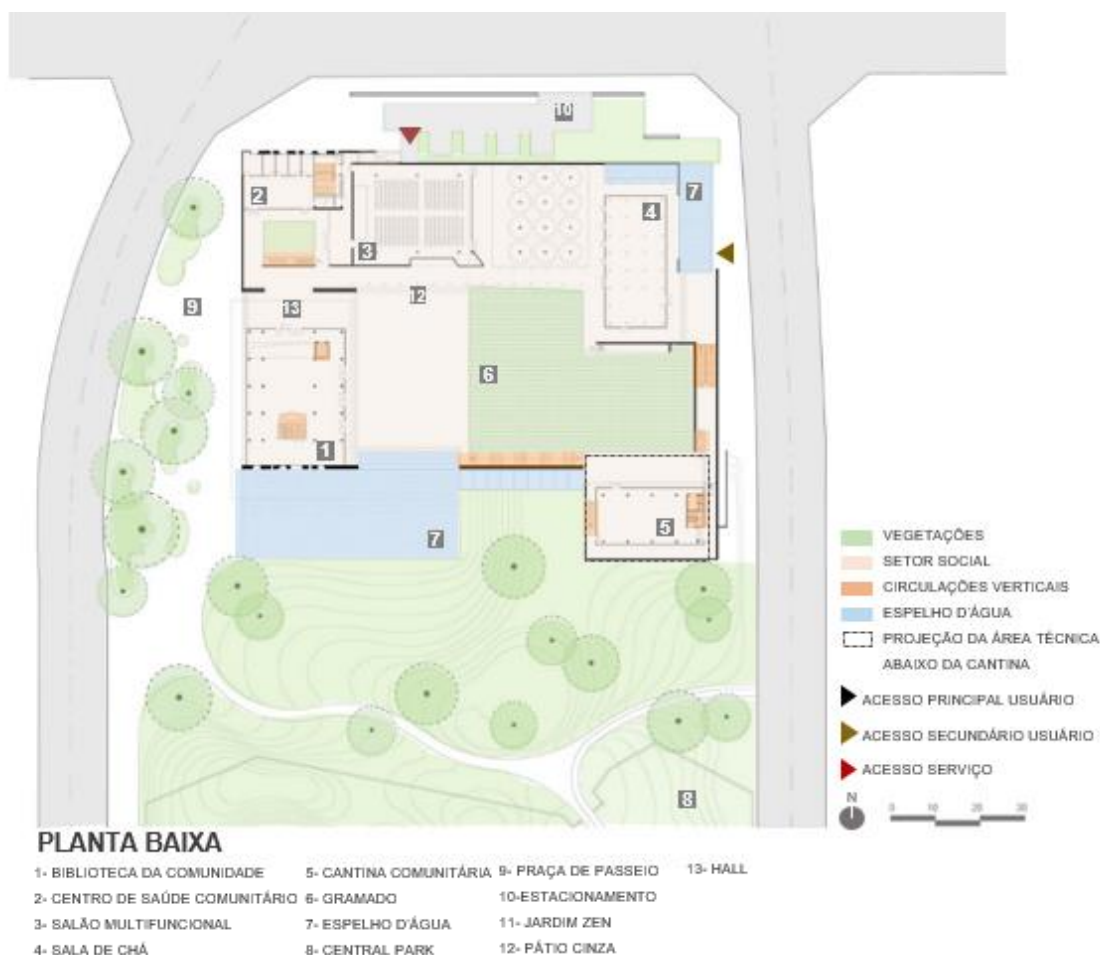 10
2
7
4
3
9
13
12
6
1
7
5
8
VEGETAÇÕES
SETOR SOCIAL
CIRCULAÇÕES VERTICAIS
ESPELHO D'ÁGUA
PROJEÇÃO DA ÁREA TÉCNICA
ABAIXO DA CANTINA
ACESSO PRINCIPAL USUÁRIO
ACESSO SECUNDÁRIO USUÁRIO
ACESSO SERVIÇO
N
0 10 20 30
PLANTA BAIXA
1- BIBLIOTECA DA COMUNIDADE
2- CENTRO DE SAÚDE COMUNITÁRIO
3- SALÃO MULTIFUNCIONAL
4- SALA DE CHÁ
5- CANTINA COMUNITÁRIA
6- GRAMADO
7- ESPELHO D'ÁGUA
8- CENTRAL PARK
9- PRAÇA DE PASSEIO
10-ESTACIONAMENTO
11- JARDIM ZEN
12- PÁTIO CINZA
13- HALL